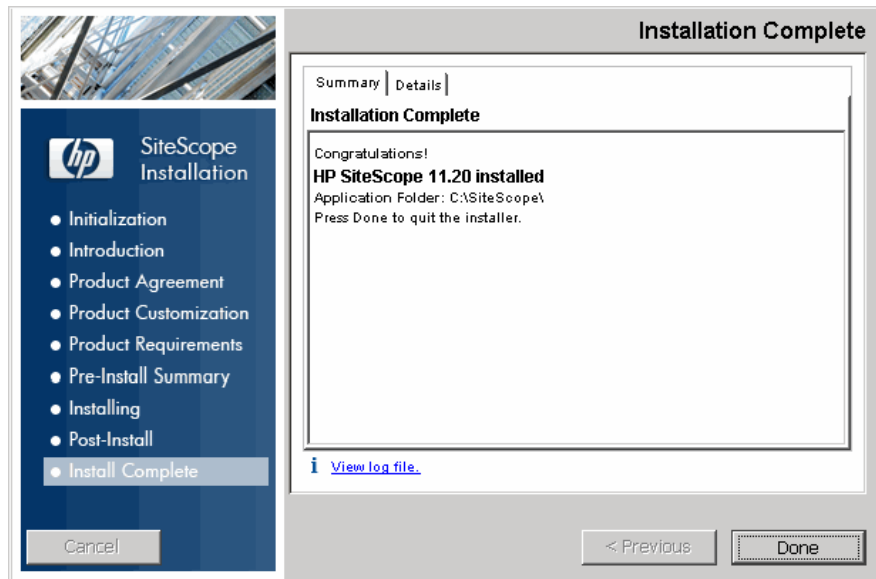 Installation Complete
hp
SiteScope
Installation
Initialization
Introduction
Product Agreement
Product Customization
Product Requirements
Pre-Install Summary
Installing
Post-Install
Install Complete
Cancel
Summary
Details
Installation Complete
Congratulations!
HP SiteScope 11.20 installed
Application Folder: C:\SiteScope\
Press Done to quit the installer.
i View log file.
< Previous
Done